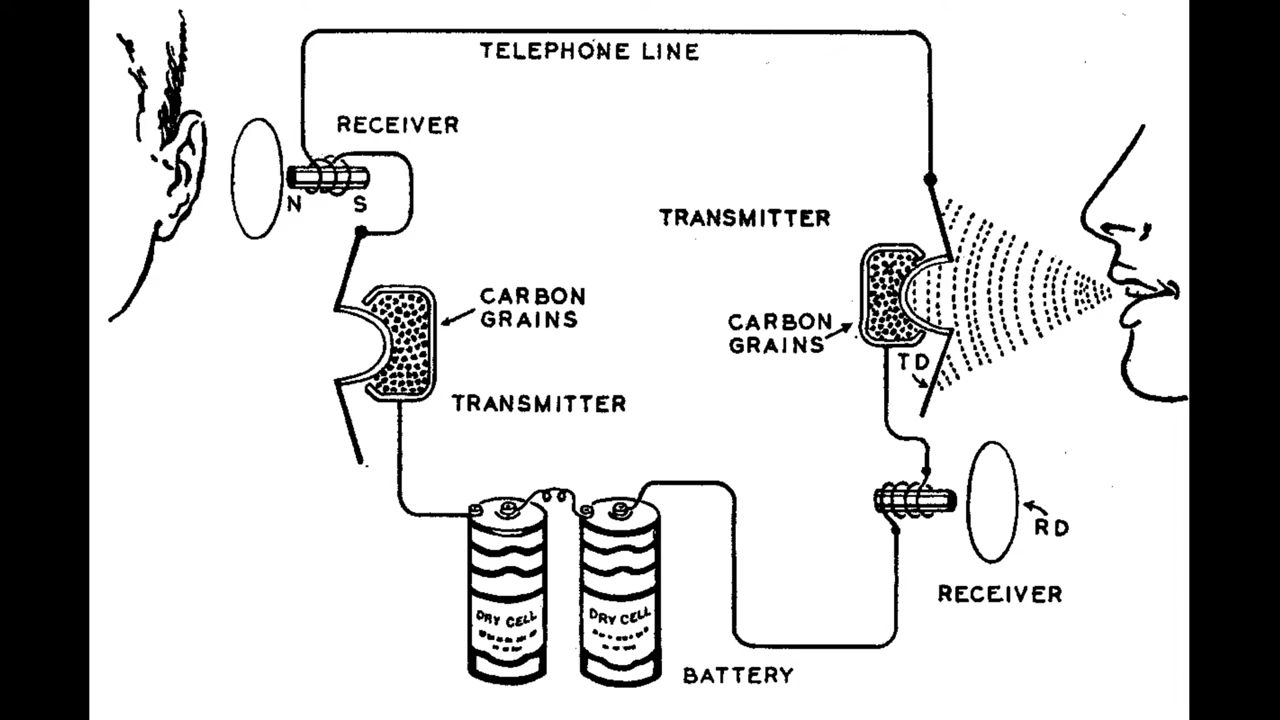 TELEPHONE LINE
RECEIVER
N S
TRANSMITTER
CARBON
GRAINS
CARBON
GRAINS
TD
TRANSMITTER
RD
RECEIVER
DRY CELL
DRY CELL
BATTERY